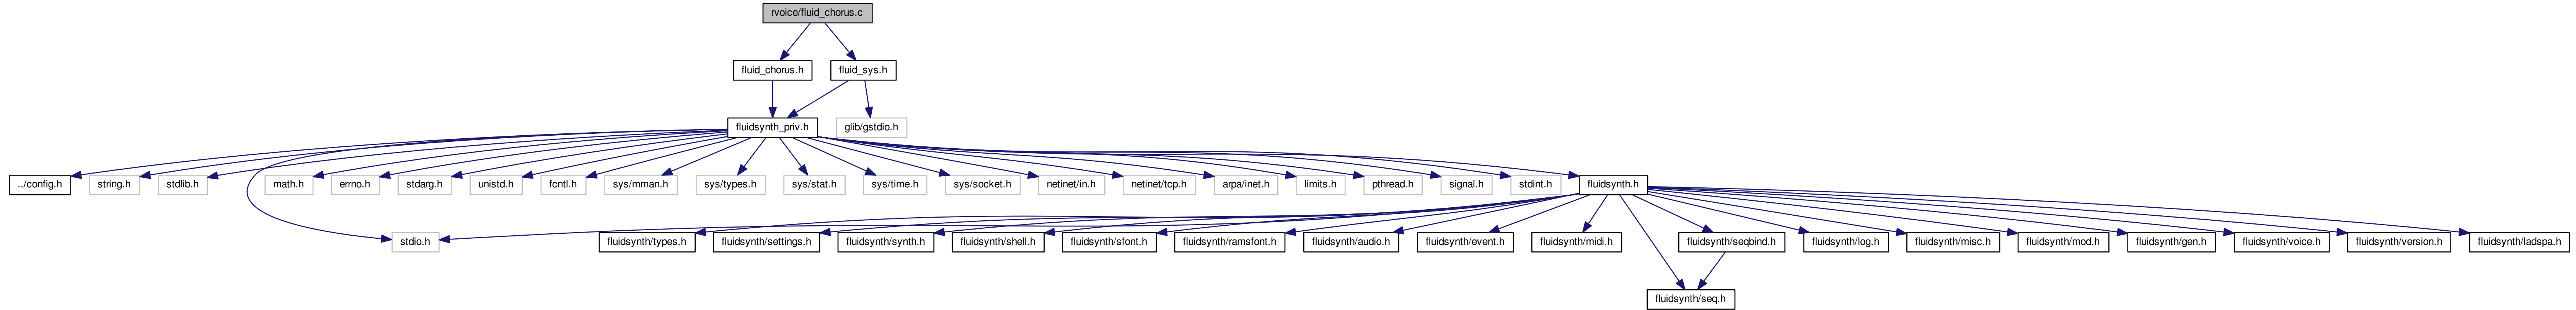 rvoice/fluid_chorus.c
fluid_chorus.h
fluid_sys.h
fluidsynth_priv.h
glib/gstdio.h
../config.h
string.h
stdlib.h
math.h
errno.h
stdarg.h
unistd.h
fcntl.h
sys/mman.h
sys/types.h
sys/stat.h
sys/time.h
sys/socket.h
netinet/in.h
netinet/tcp.h
arpa/inet.h
limits.h
pthread.h
signal.h
stdint.h
fluidsynth.h
stdio.h
fluidsynth/types.h
fluidsynth/settings.h
fluidsynth/synth.h
fluidsynth/shell.h
fluidsynth/sfont.h
fluidsynth/ramsfont.h
fluidsynth/audio.h
fluidsynth/event.h
fluidsynth/midi.h
fluidsynth/seqbind.h
fluidsynth/log.h
fluidsynth/misc.h
fluidsynth/mod.h
fluidsynth/gen.h
fluidsynth/voice.h
fluidsynth/version.h
fluidsynth/ladspa.h
fluidsynth/seq.h